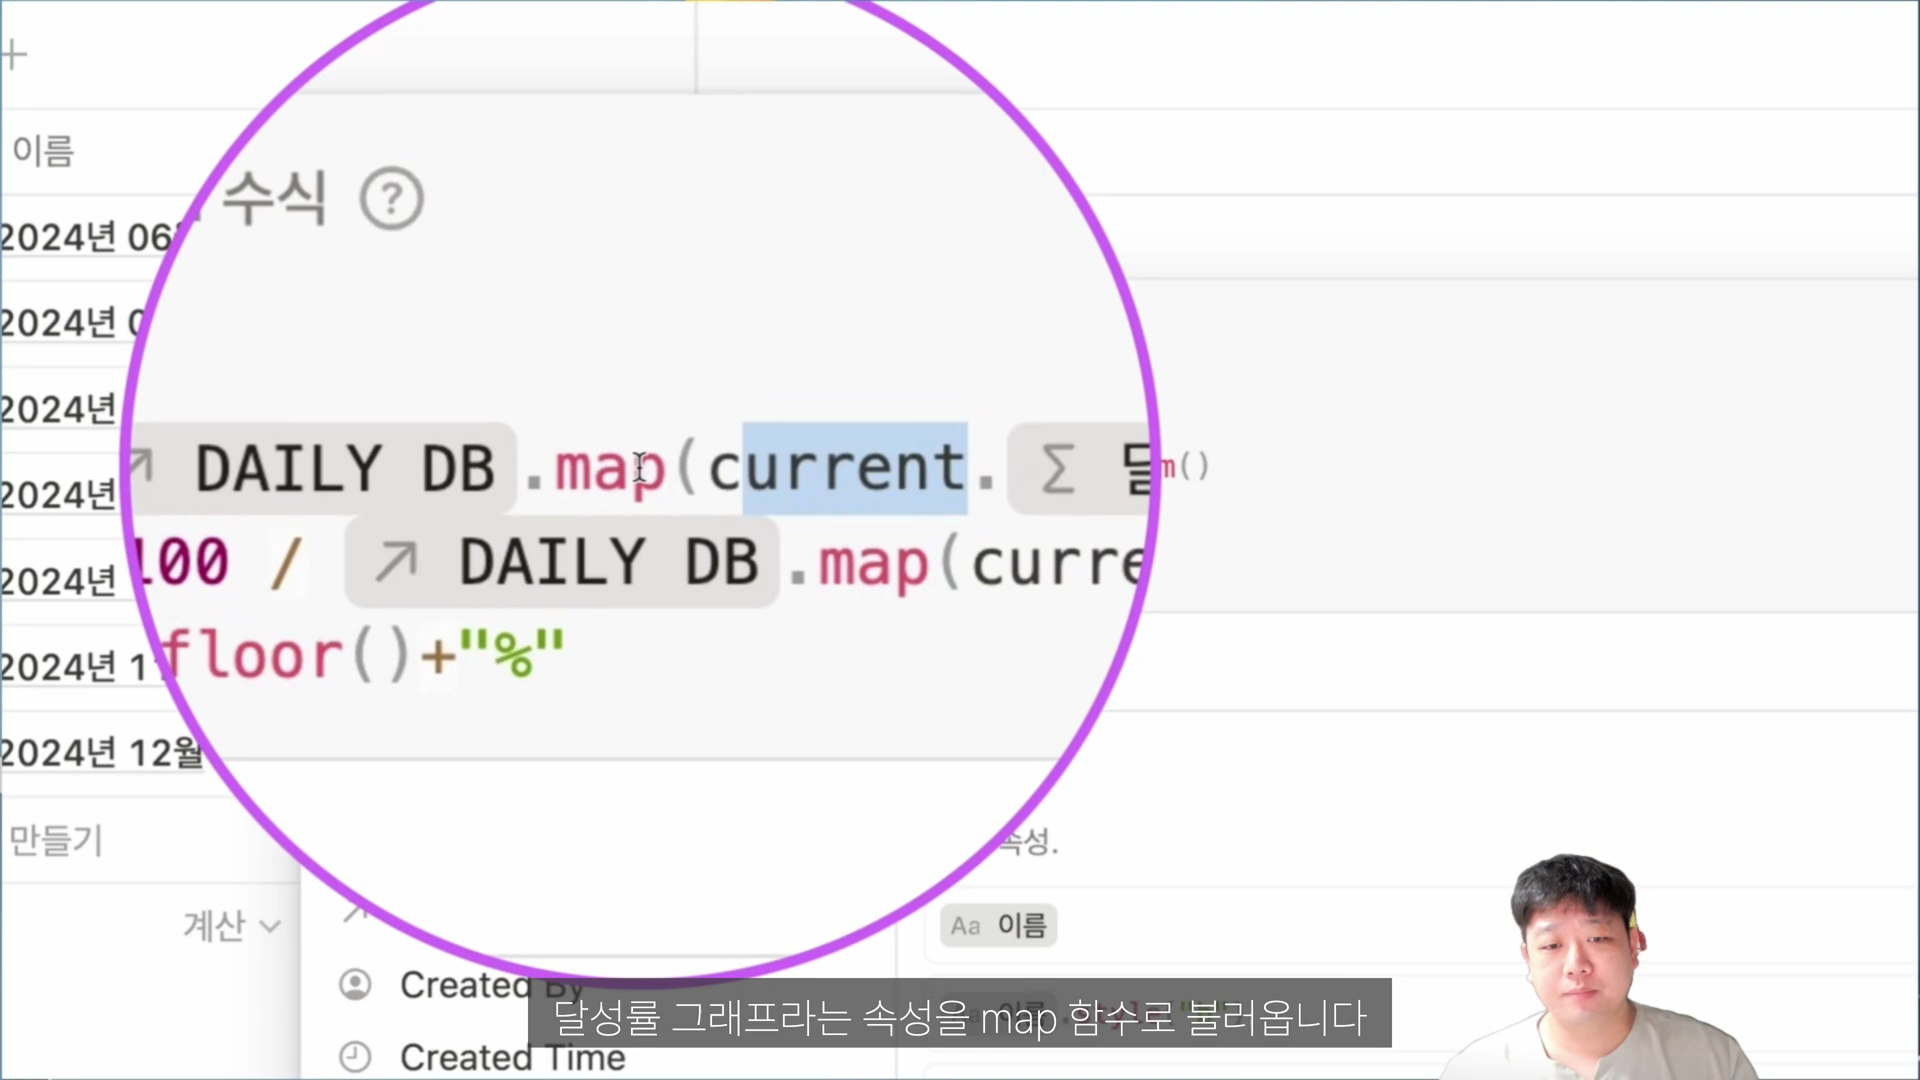 이름
수식 ?
2024년 06
2024년 0
2024년
DAILY DB.map(current. Σ 달
m()
2024년
100 / DAILY DB.map(curre
2024년
floor()+"%"
2024년 1
2024년 12월
만들기
속성.
계산
Aa 이름
Created By
달성률 그래프라는 속성을 map 함수로 불러옵니다
Created Time